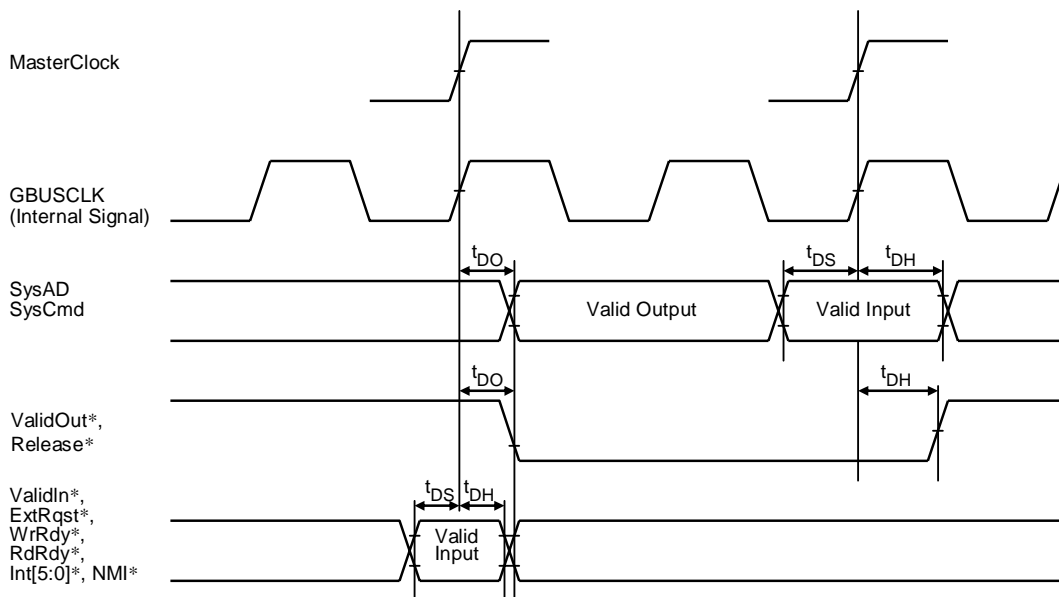 MasterClock
GBUSCLK
(Internal Signal)
tDO
tDS
tDH
SysAD
SysCmd
Valid Output
Valid Input
tDO
tDH
ValidOut*,
Release*
ValidIn*,
ExtRqst*,
WrRdy*,
RdRdy*,
Int[5:0]*, NMI*
tDS
tDH
Valid
Input